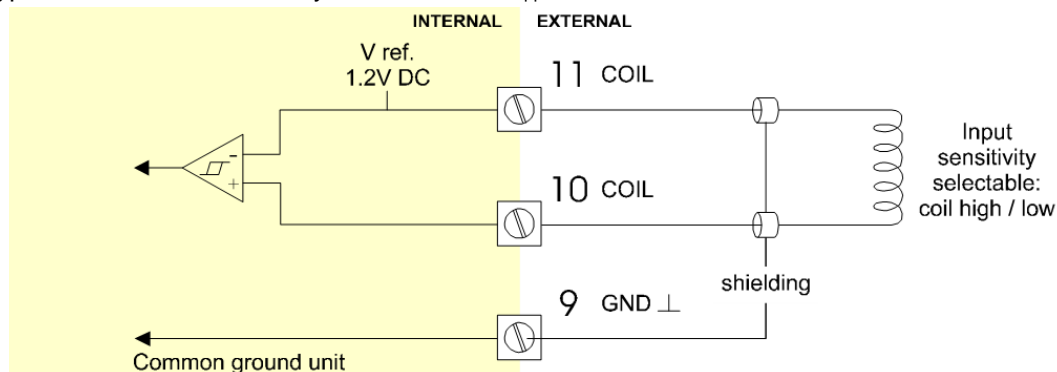 INTERNAL EXTERNAL
V ref.
1.2V DC
11 COIL
Input
sensitivity
selectable:
coil high / low
10 COIL
shielding
9 GND ⊥
Common ground unit
-
+